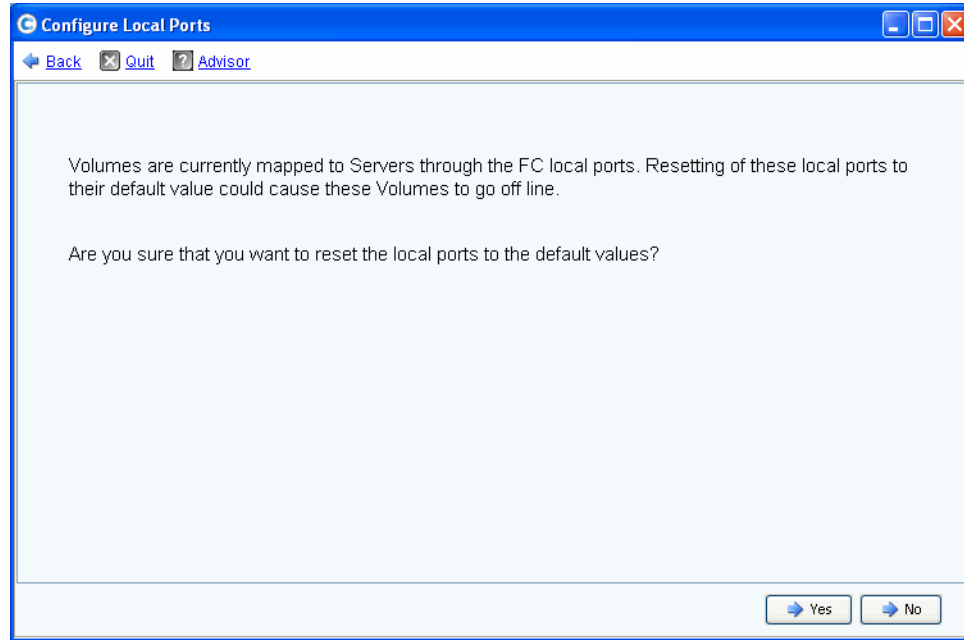 Configure Local Ports
Back Quit ? Advisor
Volumes are currently mapped to Servers through the FC local ports. Resetting of these local ports to
their default value could cause these Volumes to go off line.
Are you sure that you want to reset the local ports to the default values?
Yes No